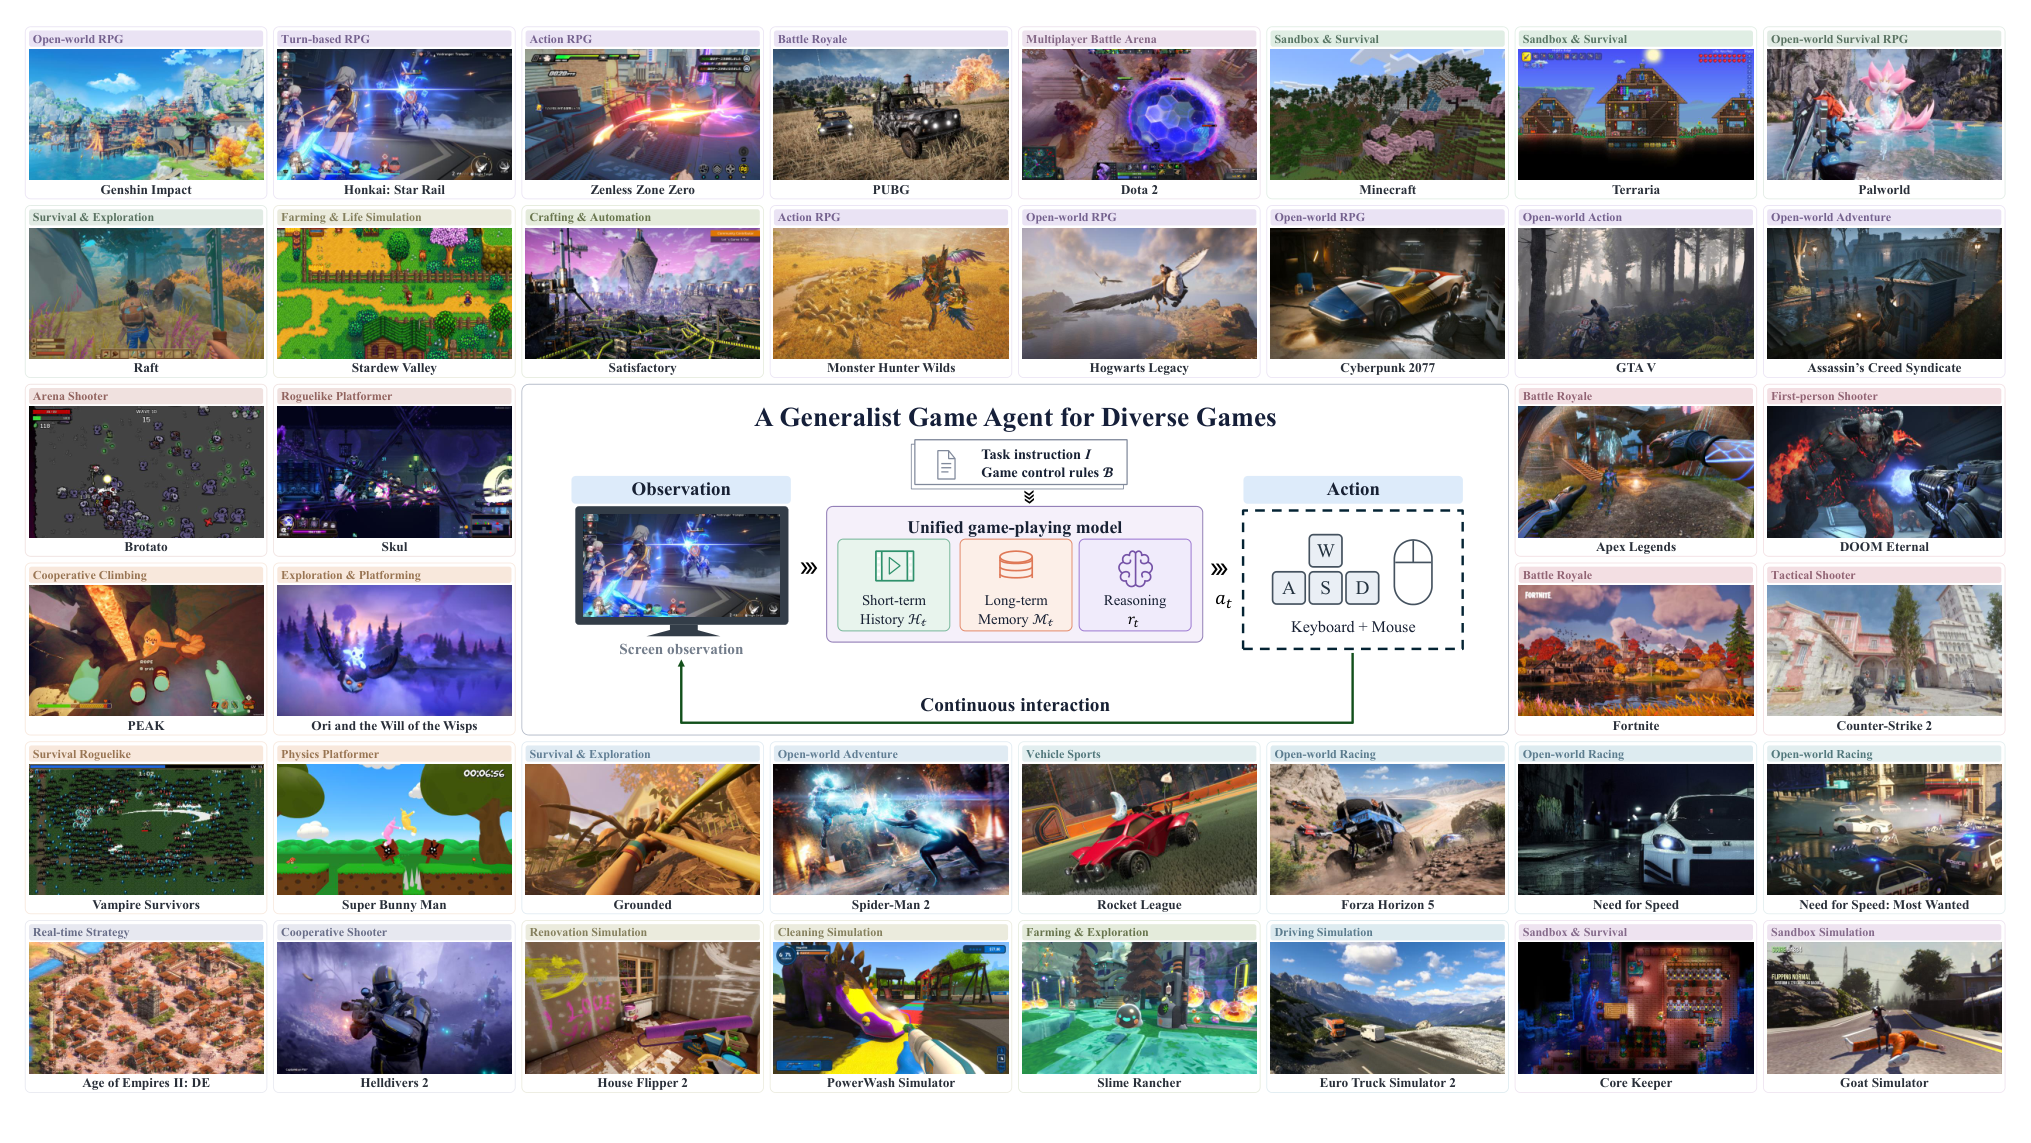 Open-world RPG
Genshin Impact
Turn-based RPG
Honkai: Star Rail
Action RPG
Zenless Zone Zero
Battle Royale
PUBG
Multiplayer Battle Arena
Dota 2
Sandbox & Survival
Minecraft
Sandbox & Survival
Terraria
Open-world Survival RPG
Palworld
Survival & Exploration
Raft
Farming & Life Simulation
Stardew Valley
Crafting & Automation
Satisfactory
Action RPG
Monster Hunter Wilds
Open-world RPG
Hogwarts Legacy
Open-world RPG
Cyberpunk 2077
Open-world Action
GTA V
Open-world Adventure
Assassin's Creed Syndicate
Arena Shooter
WAVE 10
15
118
Brotato
Roguelike Platformer
Skul
A Generalist Game Agent for Diverse Games
Task instruction I
Game control rules B
Observation
Screen observation
Unified game-playing model
Short-term
History H_t
Long-term
Memory M_t
Reasoning
r_t
a_t
Action
W
A S D
Keyboard + Mouse
Continuous interaction
Battle Royale
Apex Legends
First-person Shooter
DOOM Eternal
Cooperative Climbing
ROPE
PEAK
Exploration & Platforming
Ori and the Will of the Wisps
Battle Royale
FORTNITE
Fortnite
Tactical Shooter
Counter-Strike 2
Survival Roguelike
1:02
Vampire Survivors
Physics Platformer
00:06:56
Super Bunny Man
Survival & Exploration
Grounded
Open-world Adventure
Spider-Man 2
Vehicle Sports
Rocket League
Open-world Racing
Forza Horizon 5
Open-world Racing
Need for Speed
Open-world Racing
POLICE
Need for Speed: Most Wanted
Real-time Strategy
Age of Empires II: DE
Cooperative Shooter
Helldivers 2
Renovation Simulation
House Flipper 2
Cleaning Simulation
PowerWash Simulator
Farming & Exploration
Slime Rancher
Driving Simulation
Euro Truck Simulator 2
Sandbox & Survival
Core Keeper
Sandbox Simulation
FLIPPING NORMAL
Goat Simulator